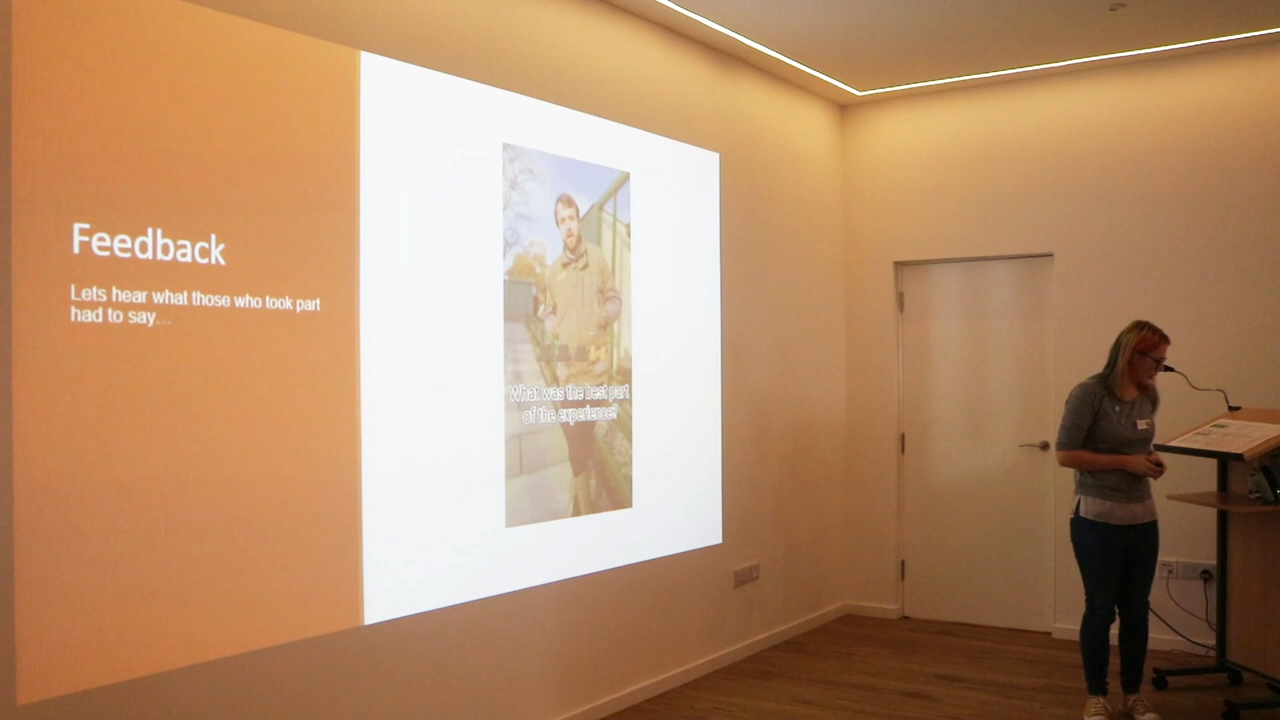 Feedback
Lets hear what those who took part
had to say...
What was the best part
of the experience?